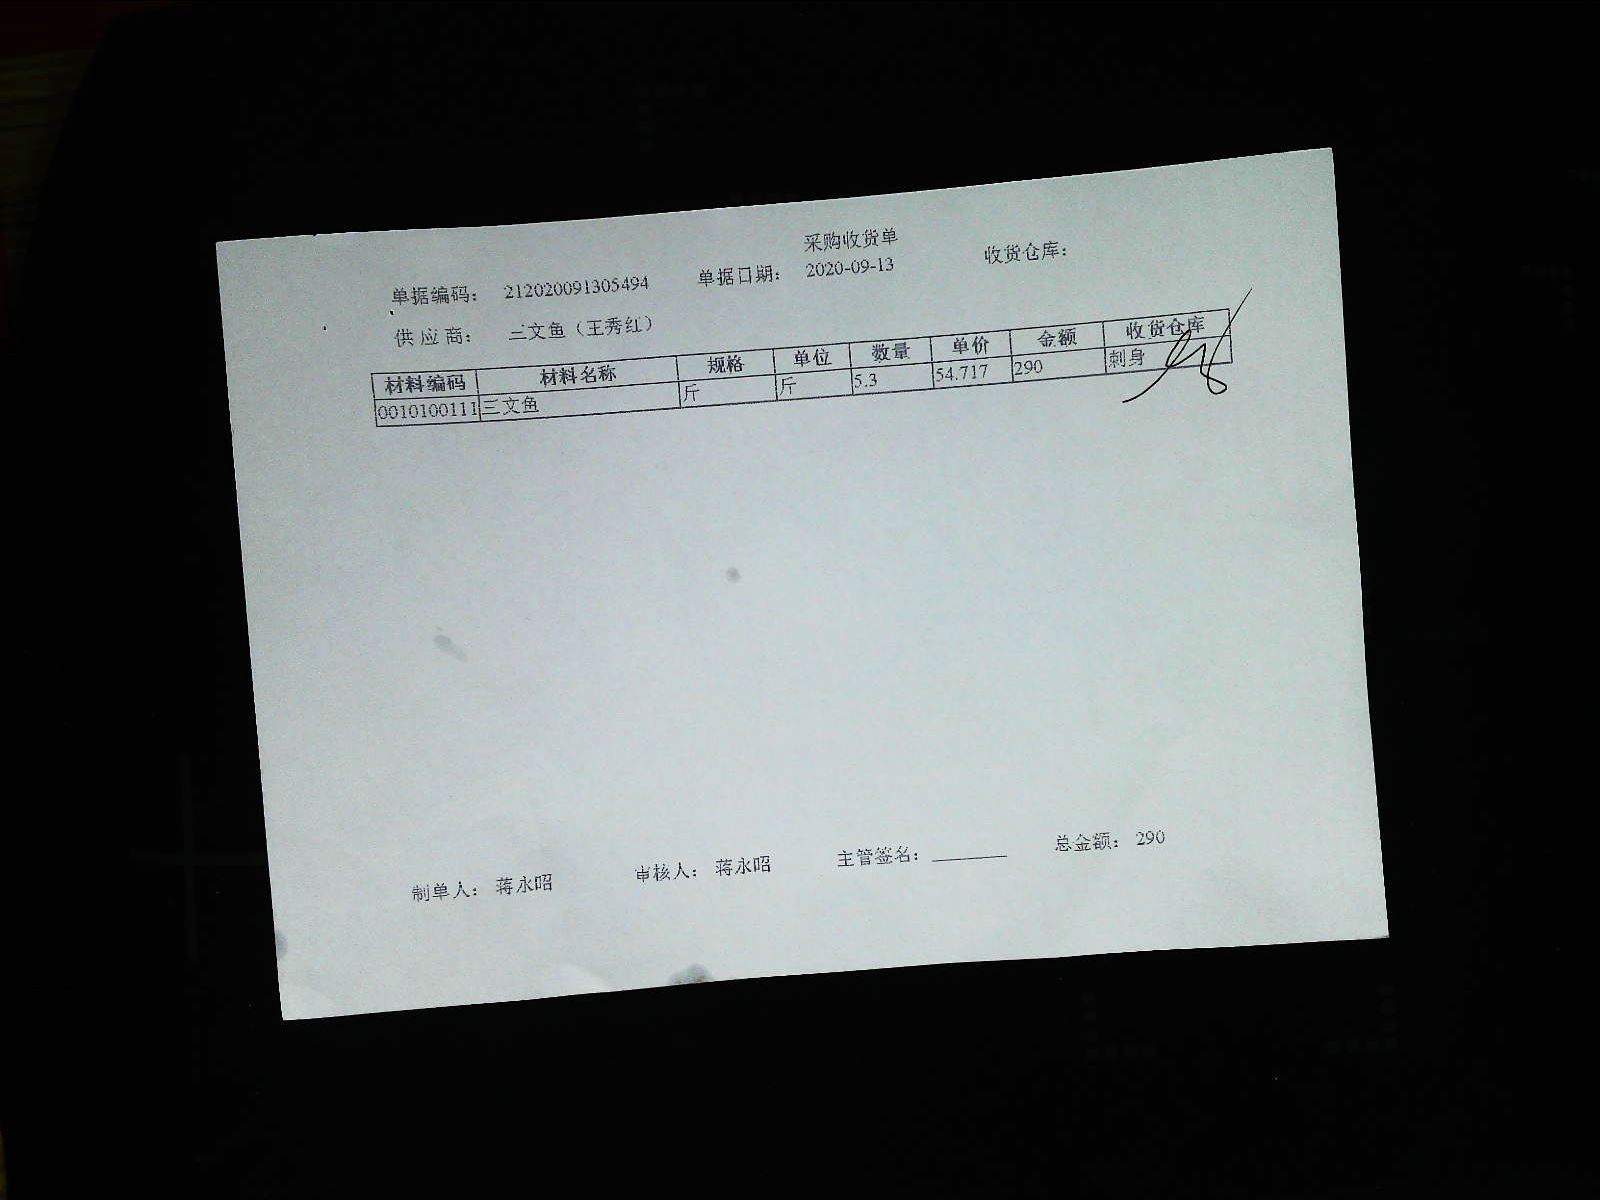 采购收货单
单据编码： 212020091305494 单据日期： 2020-09-13 收货仓库：
供 应 商： 三文鱼（王秀红）
材料编码 材料名称 规格 单位 数量 单价 金额 收货仓库
0010100111 三文鱼 斤 斤 5.3 54.717 290 刺身
制单人： 蒋永昭 审核人： 蒋永昭 主管签名： 总金额： 290